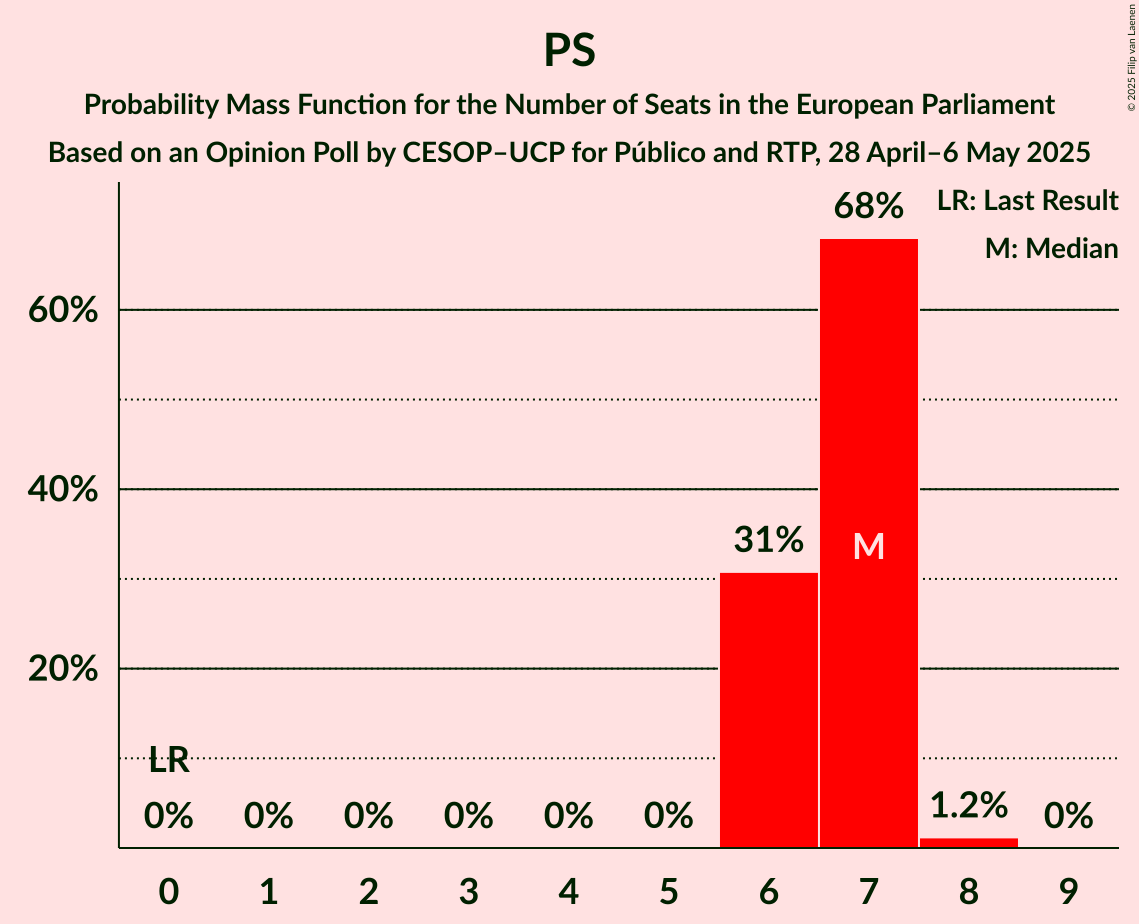 PS
Probability Mass Function for the Number of Seats in the European Parliament
Based on an Opinion Poll by CESOP–UCP for Público and RTP, 28 April–6 May 2025
© 2025 Filip van Laenen
LR: Last Result
M: Median
60%
40%
20%
LR
0%
0%
0%
0%
0%
0%
31%
68%
M
1.2%
0%
0
1
2
3
4
5
6
7
8
9